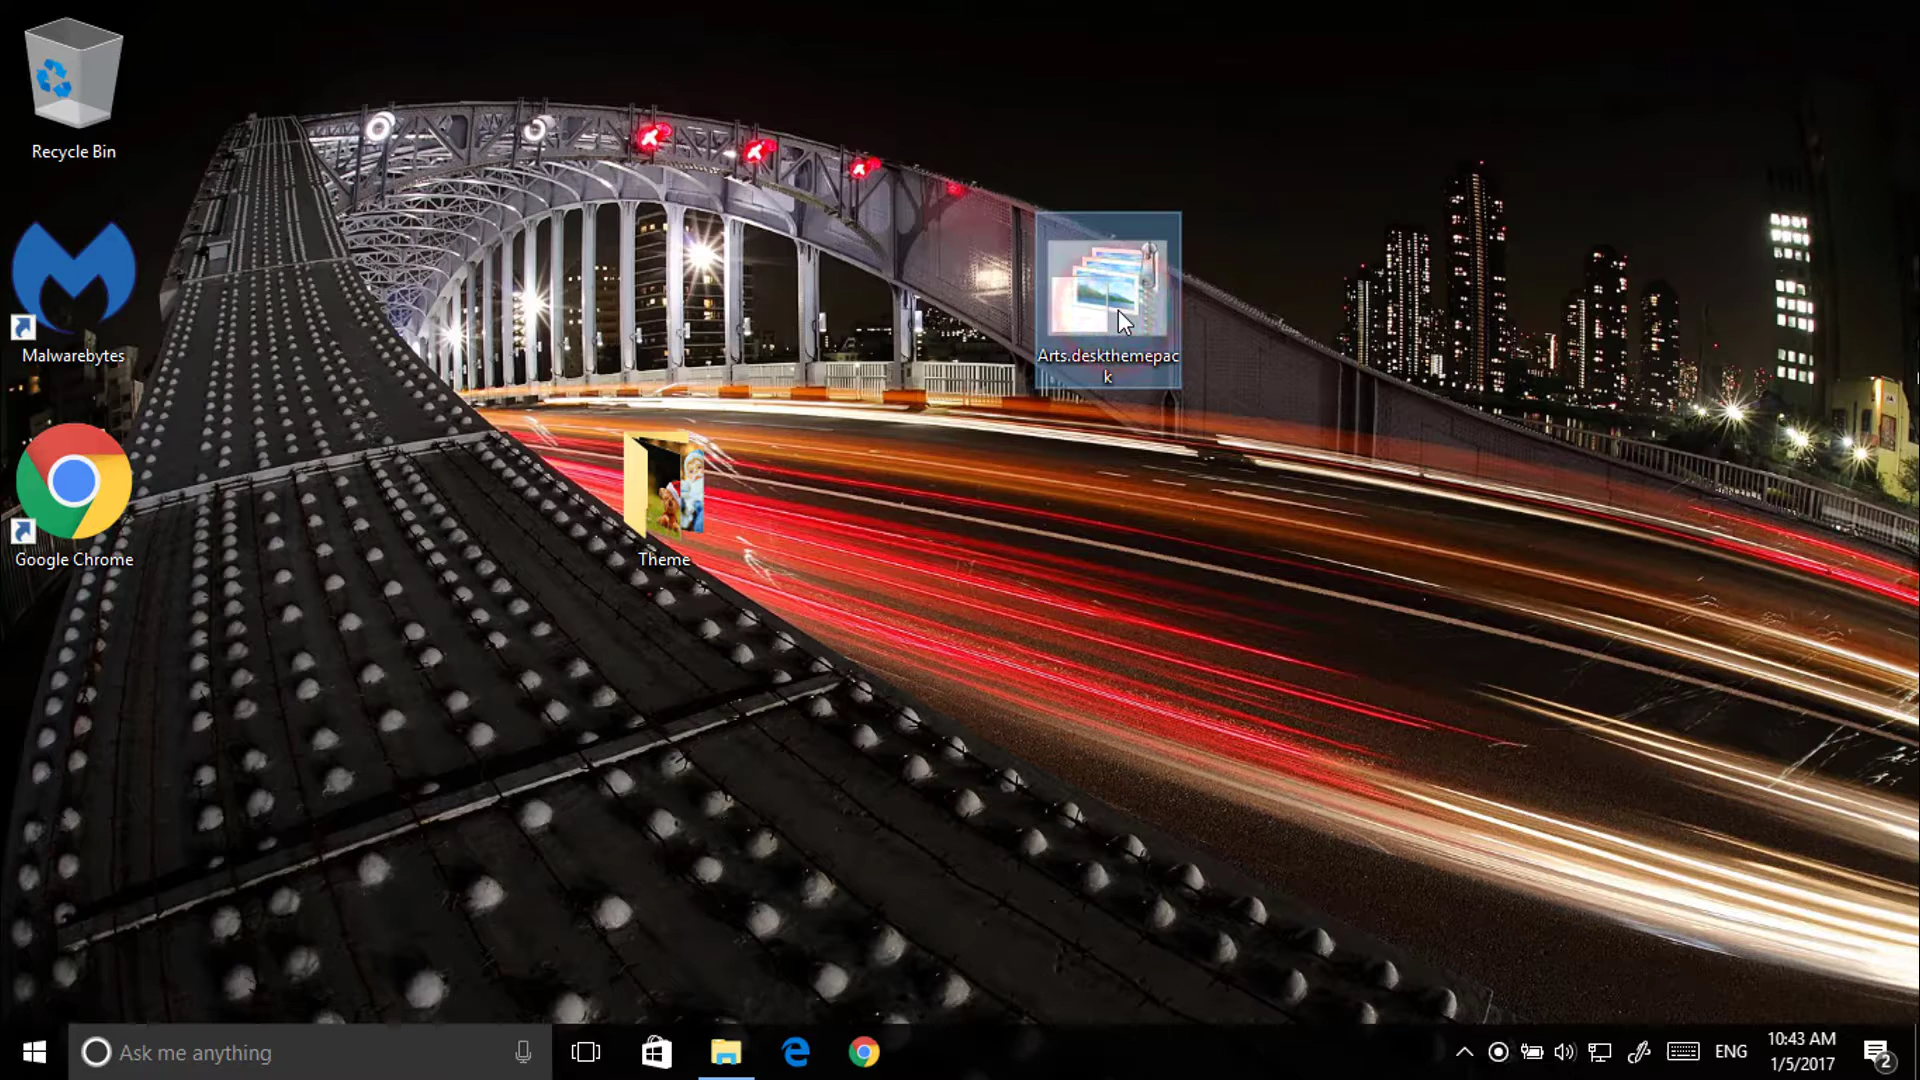 Recycle Bin
Malwarebytes
Google Chrome
Arts.deskthemepac
k
Theme
Ask me anything
ENG
10:43 AM
1/5/2017
2